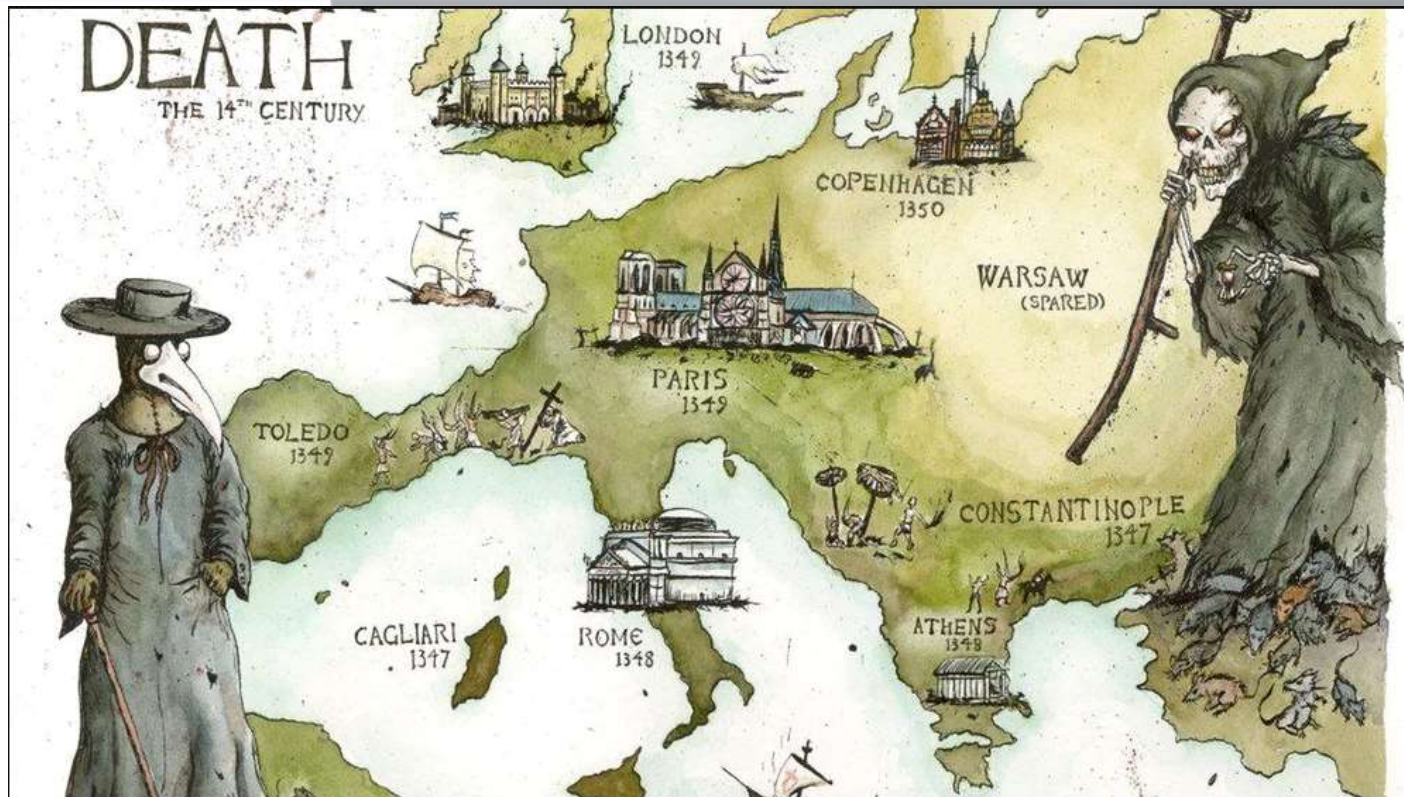 DEATH
THE 14TH CENTURY
LONDON
1349
COPENHAGEN
1350
WARSAW
(SPARED)
PARIS
1349
TOLEDO
1349
CONSTANTINOPLE
1347
CAGLIARI
1347
ROME
1348
ATHENS
1348